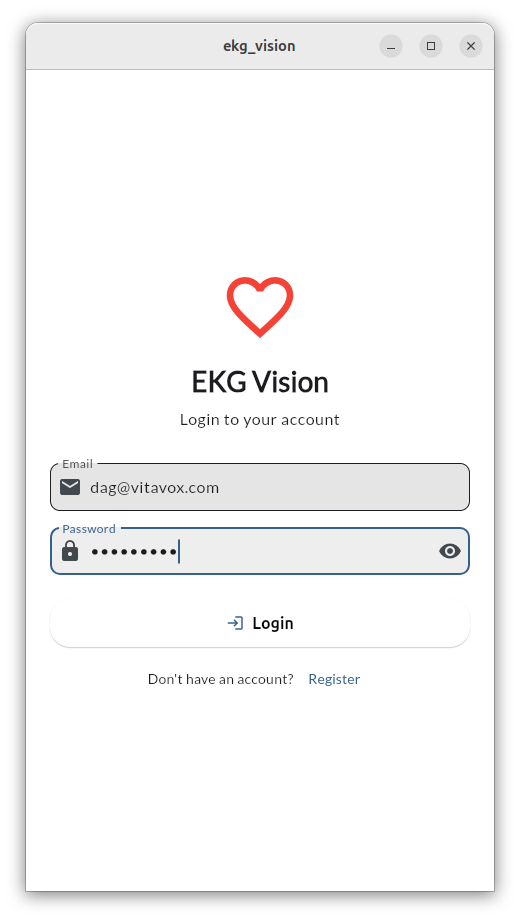 ekg_vision
EKG Vision
Login to your account
Email
dag@vitavox.com
Password
•••••••••
Login
Don't have an account? Register